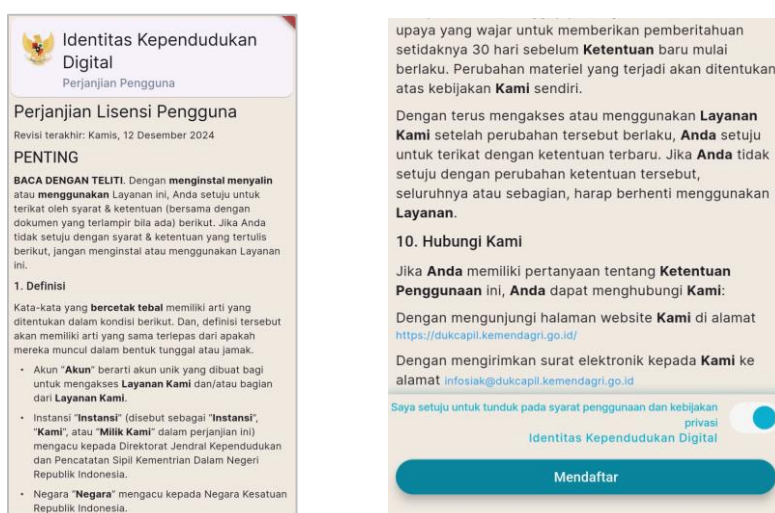 Identitas Kependudukan
Digital
Perjanjian Pengguna
Perjanjian Lisensi Pengguna
Revisi terakhir: Kamis, 12 Desember 2024
PENTING
BACA DENGAN TELITI. Dengan menginstal menyalin
atau menggunakan Layanan ini, Anda setuju untuk
terikat oleh syarat & ketentuan (bersama dengan
dokumen yang terlampir bila ada) berikut. Jika Anda
tidak setuju dengan syarat & ketentuan yang tertulis
berikut, jangan menginstal atau menggunakan Layanan
ini.
1. Definisi
Kata-kata yang bercetak tebal memiliki arti yang
ditentukan dalam kondisi berikut. Dan, definisi tersebut
akan memiliki arti yang sama terlepas dari apakah
mereka muncul dalam bentuk tunggal atau jamak.
• Akun "Akun" berarti akun unik yang dibuat bagi
untuk mengakses Layanan Kami dan/atau bagian
dari Layanan Kami.
• Instansi "Instansi" (disebut sebagai "Instansi",
"Kami", atau "Milik Kami" dalam perjanjian ini)
mengacu kepada Direktorat Jendral Kependudukan
dan Pencatatan Sipil Kementrian Dalam Negeri
Republik Indonesia.
• Negara "Negara" mengacu kepada Negara Kesatuan
Republik Indonesia.
upaya yang wajar untuk memberikan pemberitahuan
setidaknya 30 hari sebelum Ketentuan baru mulai
berlaku. Perubahan materiel yang terjadi akan ditentukan
atas kebijakan Kami sendiri.
Dengan terus mengakses atau menggunakan Layanan
Kami setelah perubahan tersebut berlaku, Anda setuju
untuk terikat dengan ketentuan terbaru. Jika Anda tidak
setuju dengan perubahan ketentuan tersebut,
seluruhnya atau sebagian, harap berhenti menggunakan
Layanan.
10. Hubungi Kami
Jika Anda memiliki pertanyaan tentang Ketentuan
Penggunaan ini, Anda dapat menghubungi Kami:
Dengan mengunjungi halaman website Kami di alamat
https://dukcapil.kemendagri.go.id/
Dengan mengirimkan surat elektronik kepada Kami ke
alamat infosiak@dukcapil.kemendagri.go.id
Saya setuju untuk tunduk pada syarat penggunaan dan kebijakan
privasi
Identitas Kependudukan Digital
Mendaftar